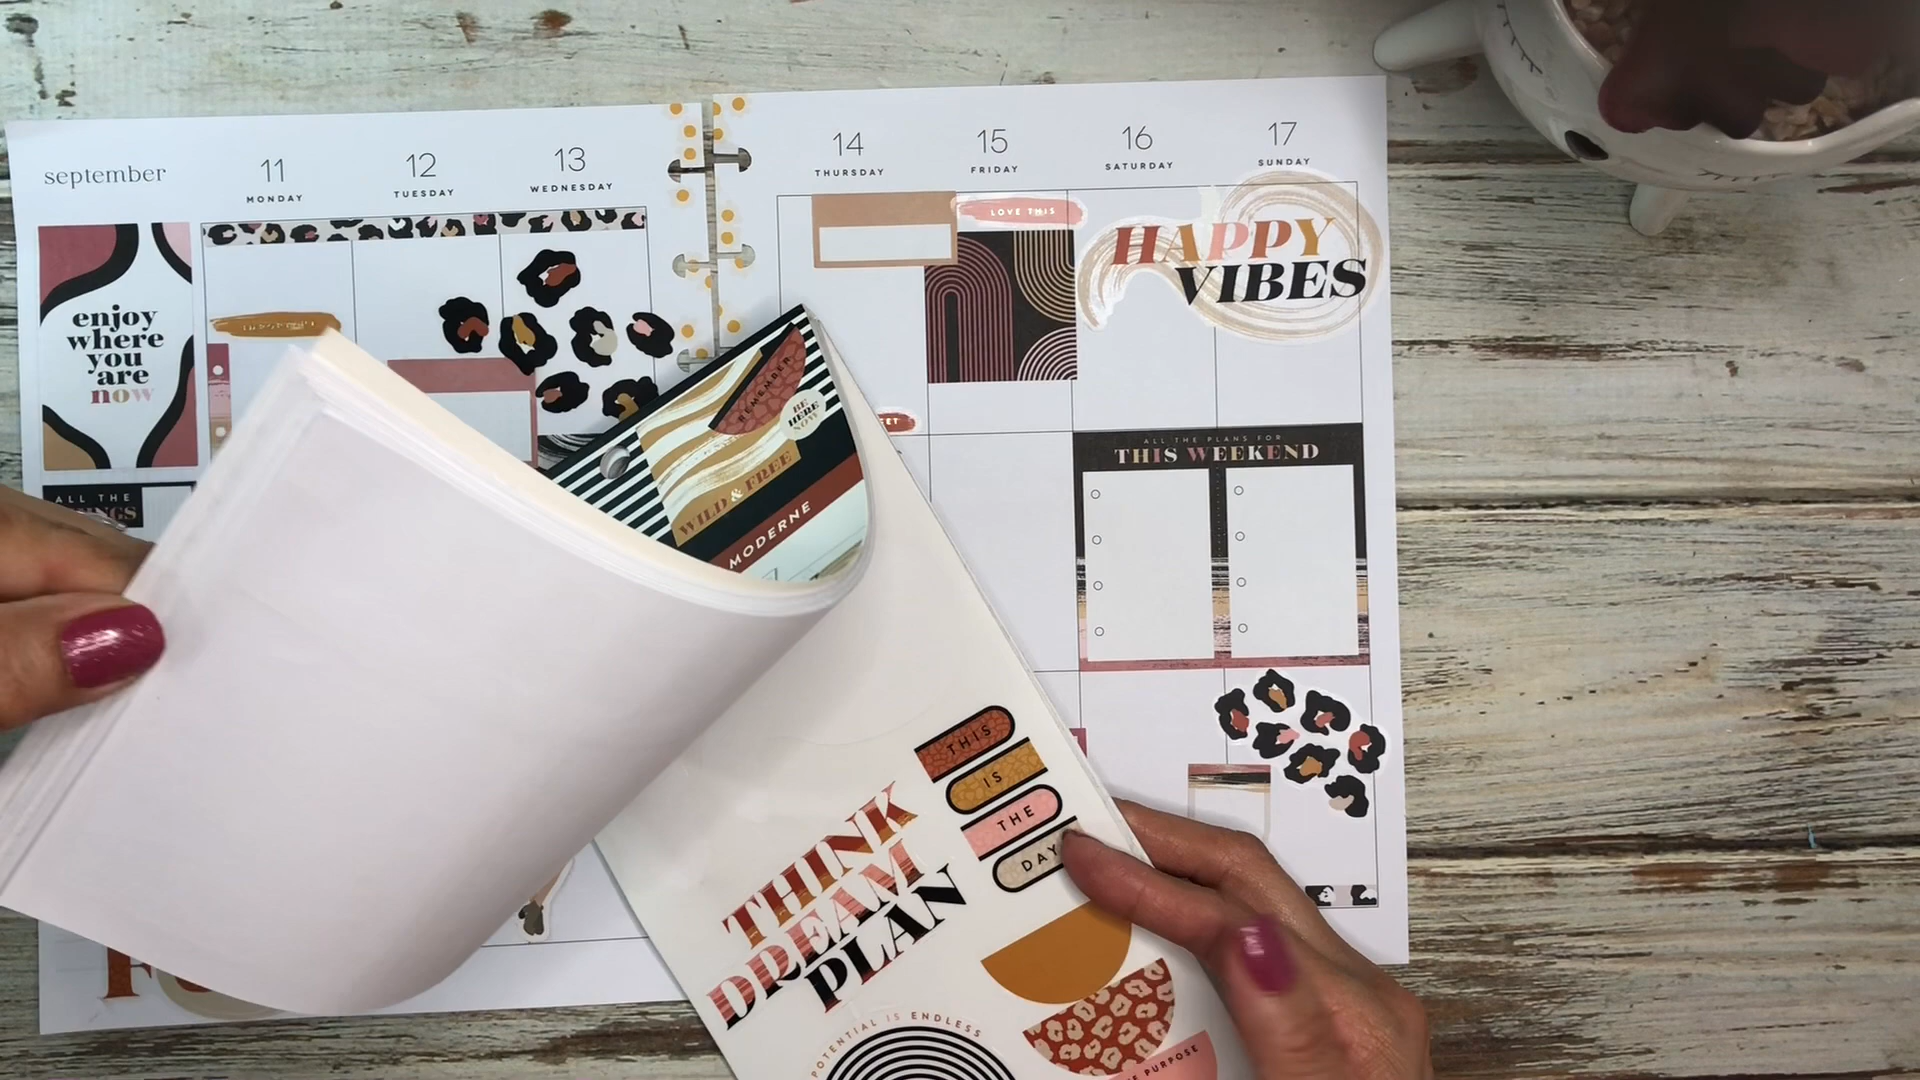 september
11
MONDAY
12
TUESDAY
13
WEDNESDAY
14
THURSDAY
15
FRIDAY
16
SATURDAY
17
SUNDAY
enjoy
where
you
are
now
ALL THE
THINGS
LOVE THIS
HAPPY
VIBES
REMEMBER
BE
HERE
NOW
WILD & FREE
MODERNE
ALL THE PLANS FOR
THIS WEEKEND
THIS
IS
THE
DAY
THINK
DREAM
PLAN
POTENTIAL IS ENDLESS
PURPOSE